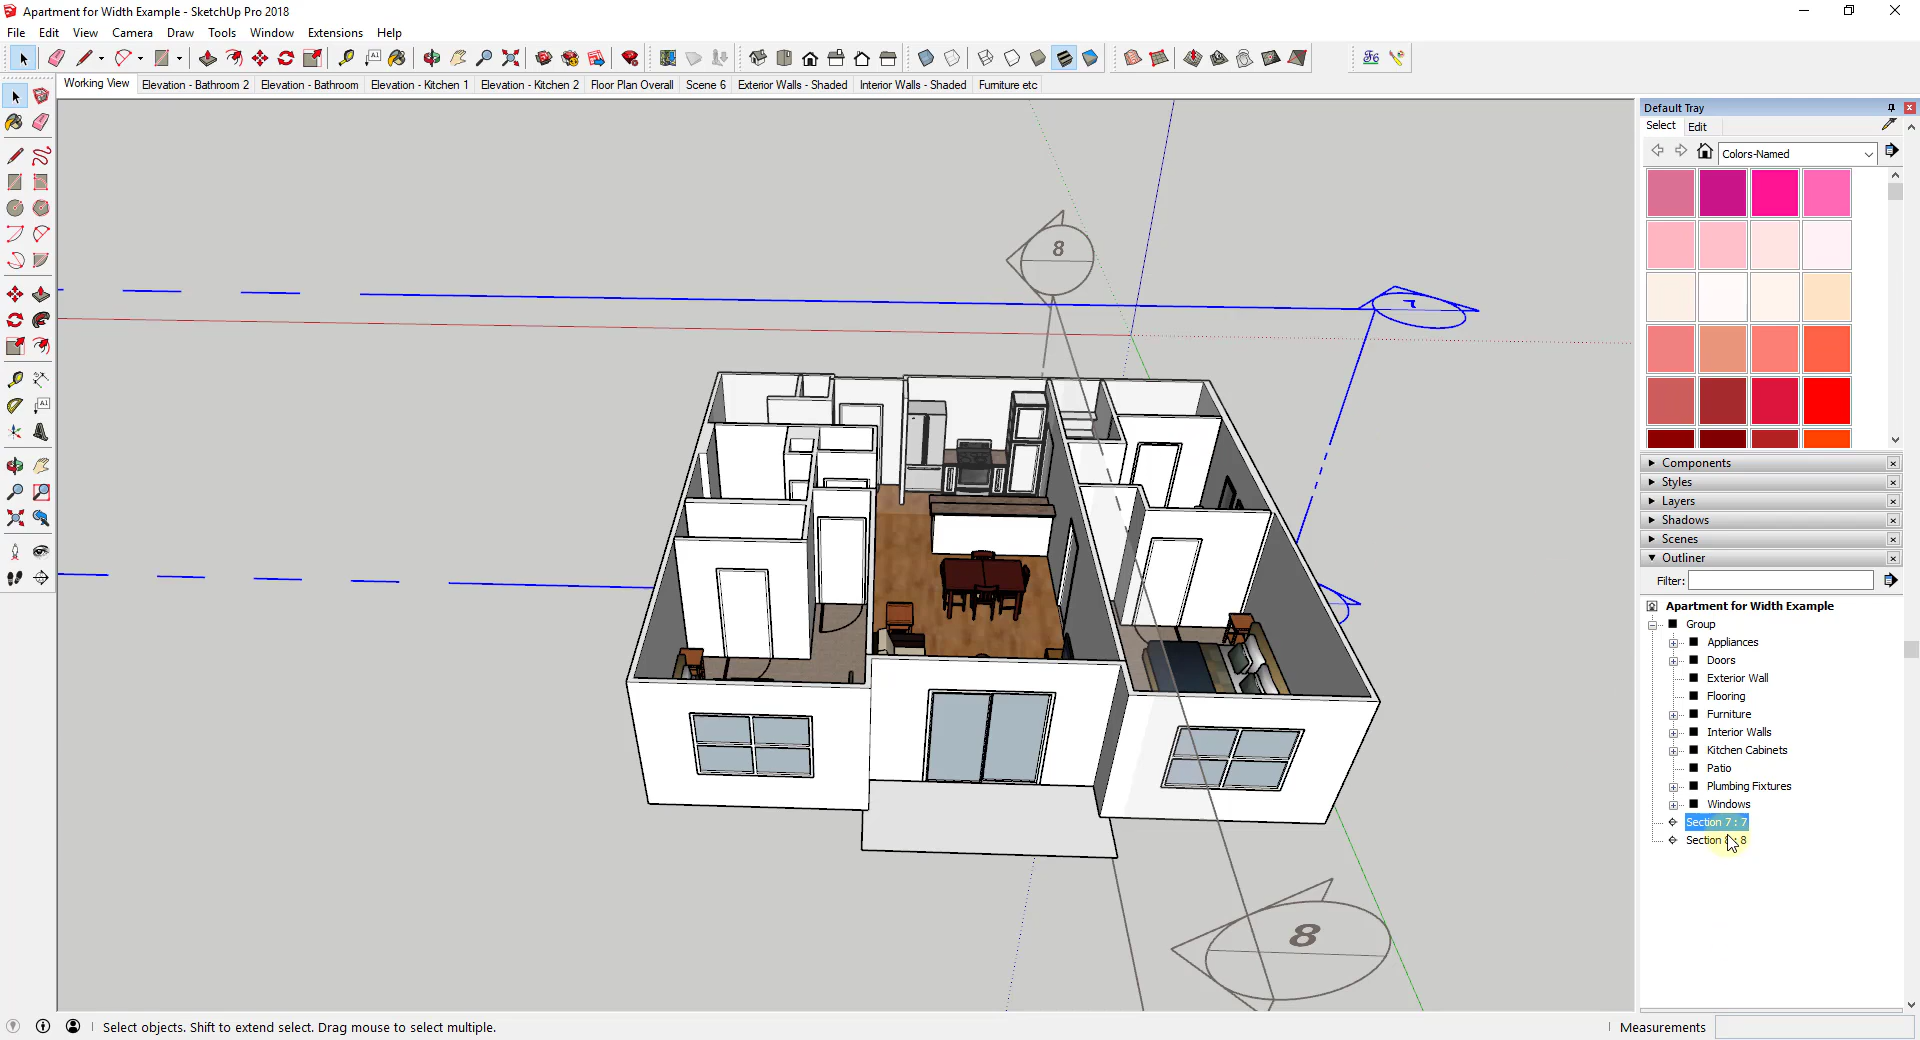 Apartment for Width Example - SketchUp Pro 2018
File Edit View Camera Draw Tools Window Extensions Help
Working View Elevation - Bathroom 2 Elevation - Bathroom Elevation - Kitchen 1 Elevation - Kitchen 2 Floor Plan Overall Scene 6 Exterior Walls - Shaded Interior Walls - Shaded Furniture etc
Default Tray
Select Edit
Colors-Named
8
7
8
Components
Styles
Layers
Shadows
Scenes
Outliner
Filter:
Apartment for Width Example
Group
Appliances
Doors
Exterior Wall
Flooring
Furniture
Interior Walls
Kitchen Cabinets
Patio
Plumbing Fixtures
Windows
Section 7 : 7
Section 8 : 8
Select objects. Shift to extend select. Drag mouse to select multiple.
Measurements